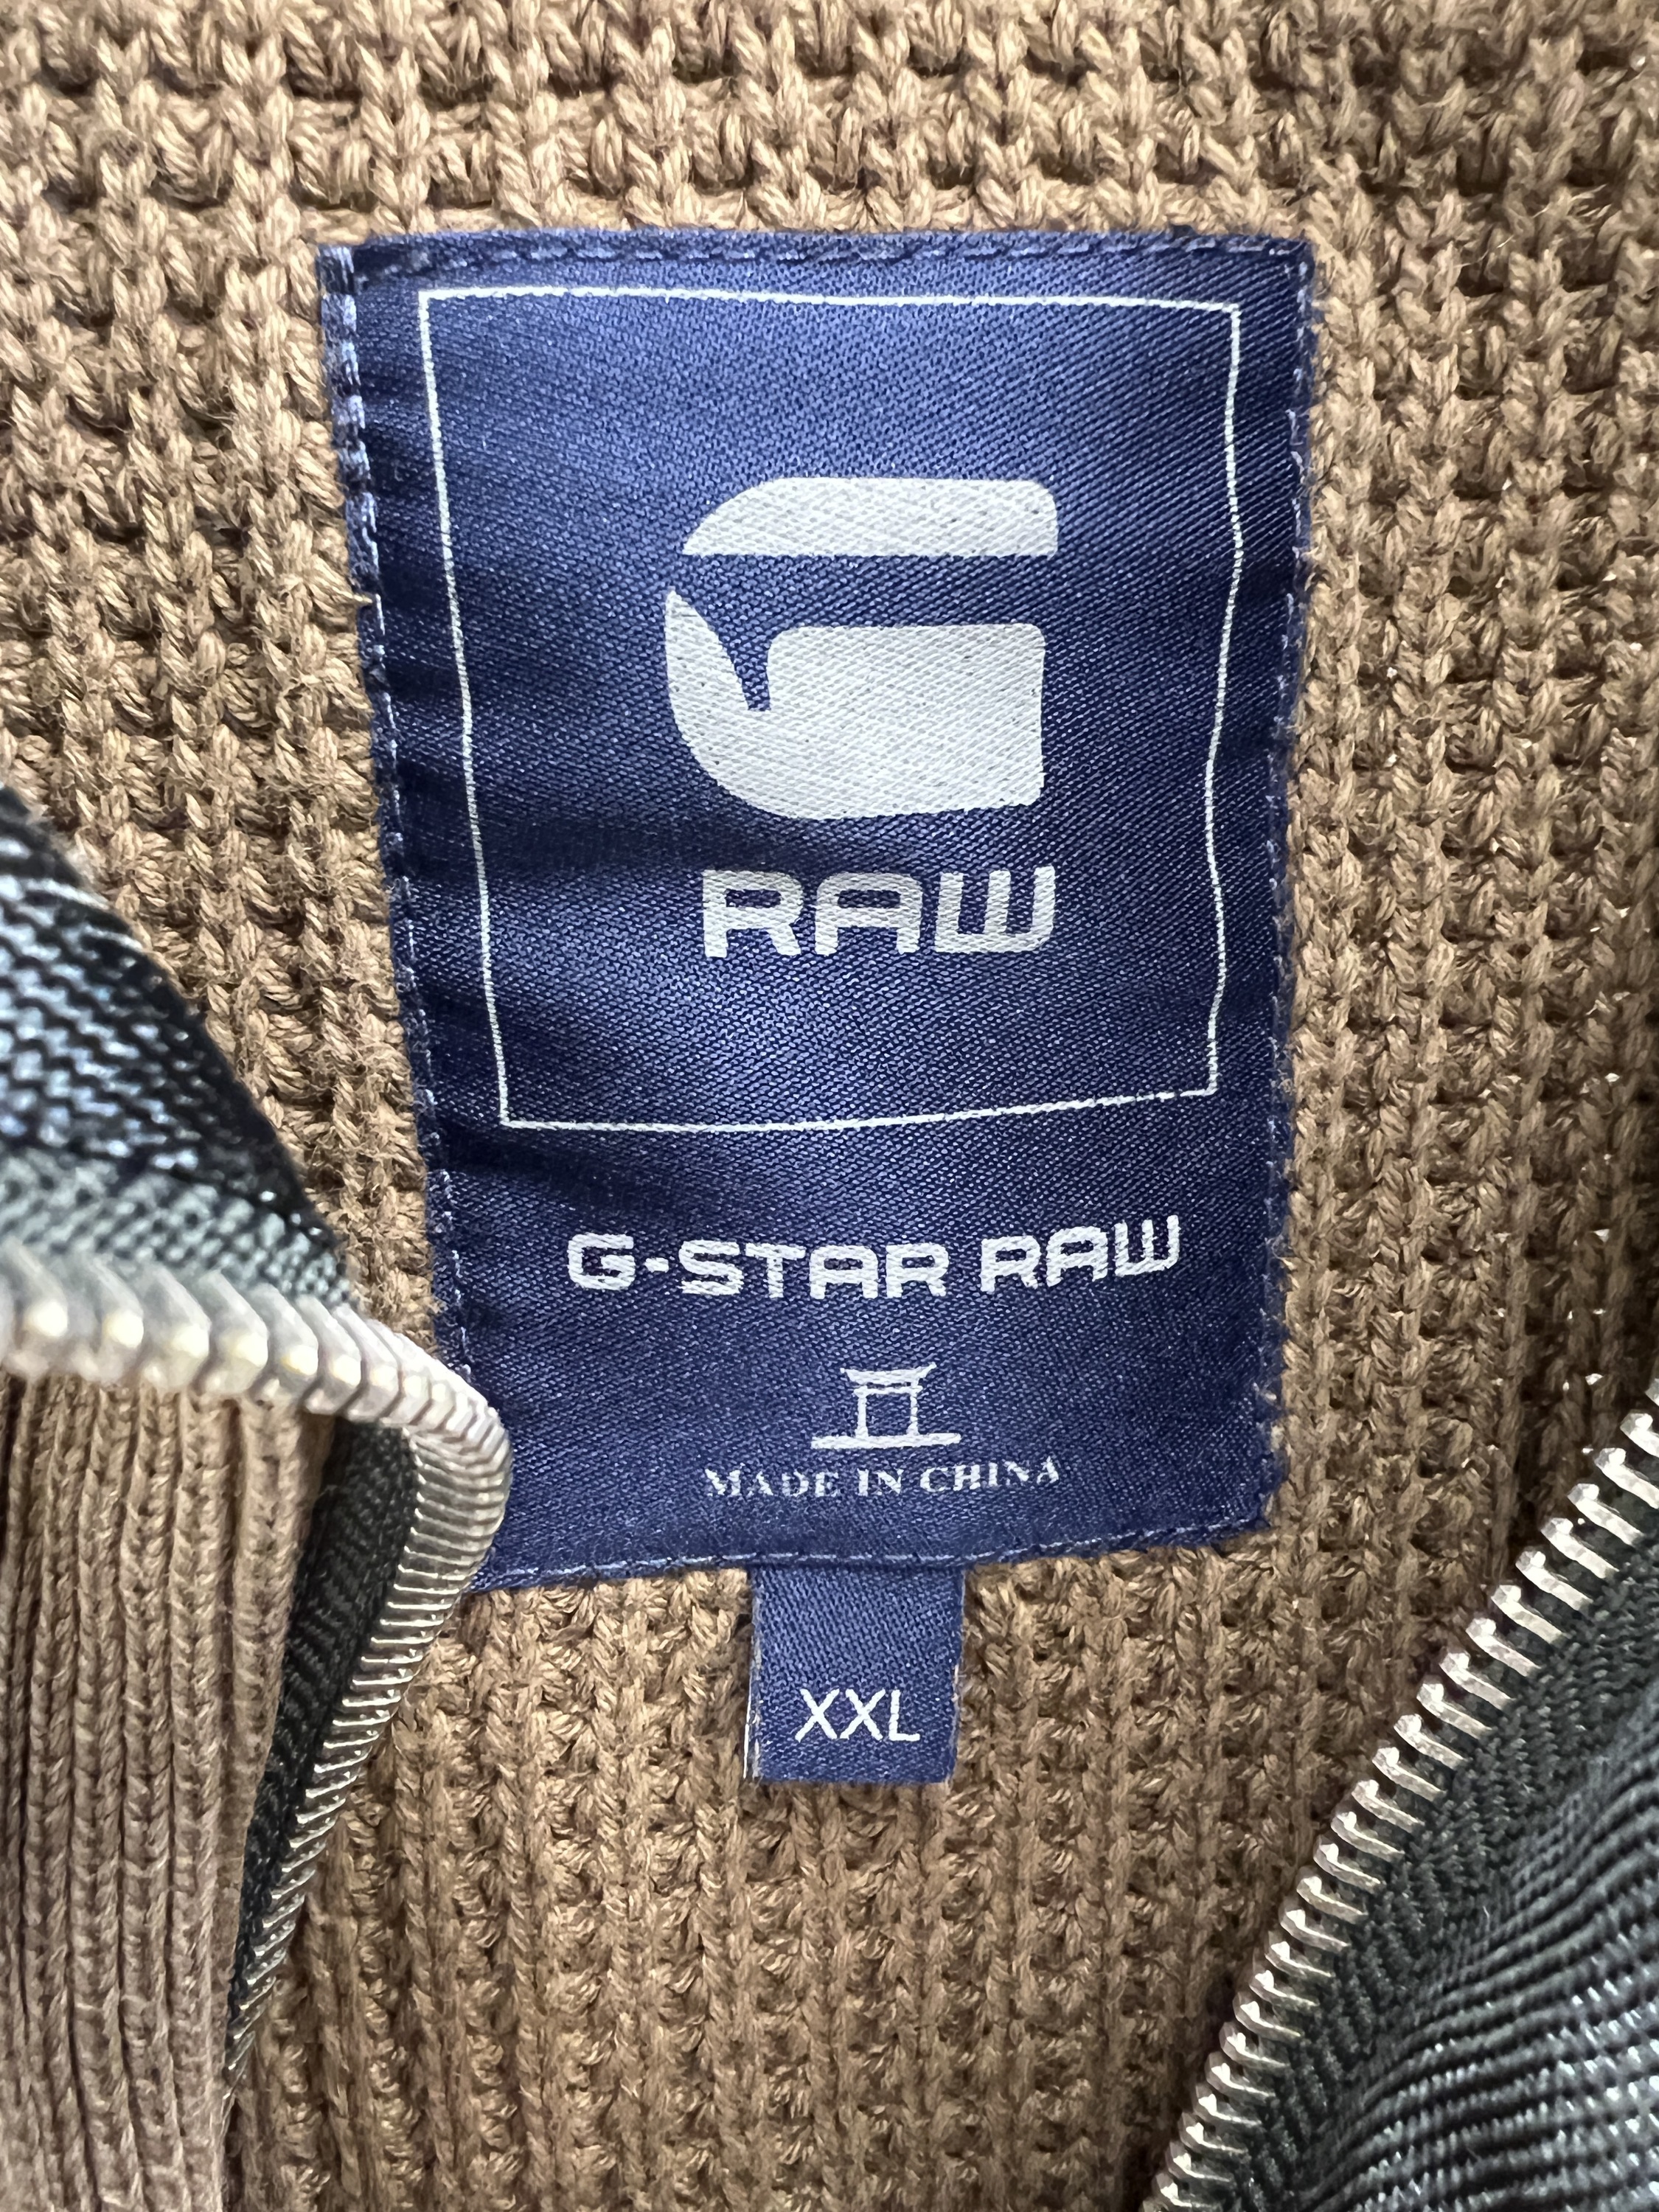 G
RAW
G-STAR RAW
MADE IN CHINA
XXL